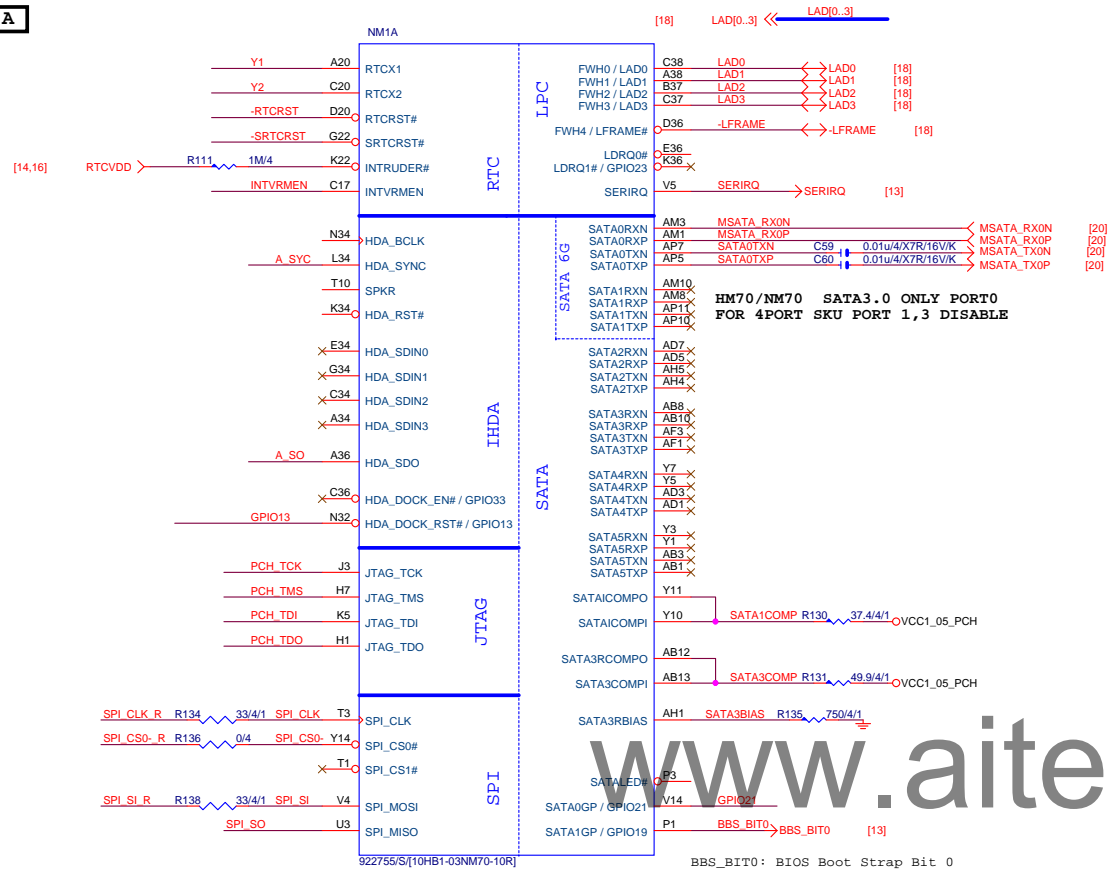 A
[18] LAD[0..3] LAD[0..3]
NM1A
Y1 A20 RTCX1
Y2 C20 RTCX2
-RTCRST D20 RTCRST#
-SRTCRST G22 SRTCRST#
[14,16] RTCVDD R111 1M/4 K22 INTRUDER#
INTVRMEN C17 INTVRMEN
RTC
LPC
FWH0 / LAD0 C38 LAD0 LAD0 [18]
FWH1 / LAD1 A38 LAD1 LAD1 [18]
FWH2 / LAD2 B37 LAD2 LAD2 [18]
FWH3 / LAD3 C37 LAD3 LAD3 [18]
FWH4 / LFRAME# D36 -LFRAME -LFRAME [18]
LDRQ0# E36
LDRQ1# / GPIO23 K36
SERIRQ V5 SERIRQ SERIRQ [13]
N34 HDA_BCLK
A_SYC L34 HDA_SYNC
T10 SPKR
K34 HDA_RST#
E34 HDA_SDIN0
G34 HDA_SDIN1
C34 HDA_SDIN2
A34 HDA_SDIN3
A_SO A36 HDA_SDO
C36 HDA_DOCK_EN# / GPIO33
GPIO13 N32 HDA_DOCK_RST# / GPIO13
IHDA
SATA 6G
SATA
SATA0RXN AM3 MSATA_RX0N MSATA_RX0N [20]
SATA0RXP AM1 MSATA_RX0P MSATA_RX0P [20]
SATA0TXN AP7 SATA0TXN C59 0.01u/4/X7R/16V/K MSATA_TX0N [20]
SATA0TXP AP5 SATA0TXP C60 0.01u/4/X7R/16V/K MSATA_TX0P [20]
SATA1RXN AM10
SATA1RXP AM8
SATA1TXN AP11
SATA1TXP AP10
HM70/NM70 SATA3.0 ONLY PORT0
FOR 4PORT SKU PORT 1,3 DISABLE
SATA2RXN AD7
SATA2RXP AD5
SATA2TXN AH5
SATA2TXP AH4
SATA3RXN AB8
SATA3RXP AB10
SATA3TXN AF3
SATA3TXP AF1
SATA4RXN Y7
SATA4RXP Y5
SATA4TXN AD3
SATA4TXP AD1
SATA5RXN Y3
SATA5RXP Y1
SATA5TXN AB3
SATA5TXP AB1
PCH_TCK J3 JTAG_TCK
PCH_TMS H7 JTAG_TMS
PCH_TDI K5 JTAG_TDI
PCH_TDO H1 JTAG_TDO
JTAG
SATAICOMPO Y11
SATAICOMPI Y10 SATA1COMP R130 37.4/4/1 VCC1_05_PCH
SATA3RCOMPO AB12
SATA3COMPI AB13 SATA3COMP R131 49.9/4/1 VCC1_05_PCH
SATA3RBIAS AH1 SATA3BIAS R135 750/4/1
SPI_CLK_R R134 33/4/1 SPI_CLK T3 SPI_CLK
SPI_CS0-_R R136 0/4 SPI_CS0- Y14 SPI_CS0#
T1 SPI_CS1#
SPI_SI_R R138 33/4/1 SPI_SI V4 SPI_MOSI
SPI_SO U3 SPI_MISO
SPI
SATALED# P3
SATA0GP / GPIO21 V14 GPIO21
SATA1GP / GPIO19 P1 BBS_BIT0 BBS_BIT0 [13]
www.aite
922755/S/[10HB1-03NM70-10R]
BBS_BIT0: BIOS Boot Strap Bit 0